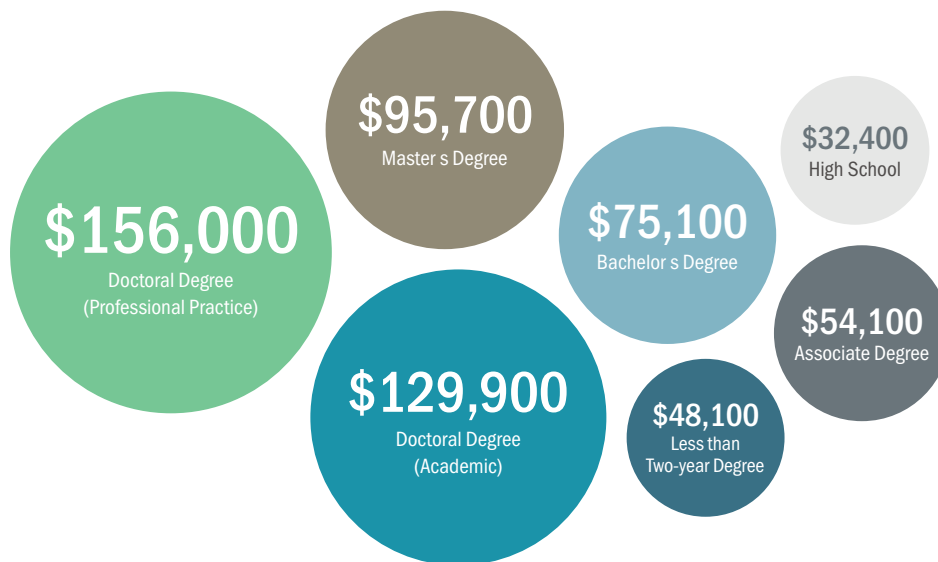 $156,000
Doctoral Degree
(Professional Practice)
$95,700
Master s Degree
$129,900
Doctoral Degree
(Academic)
$75,100
Bachelor s Degree
$48,100
Less than
Two-year Degree
$32,400
High School
$54,100
Associate Degree